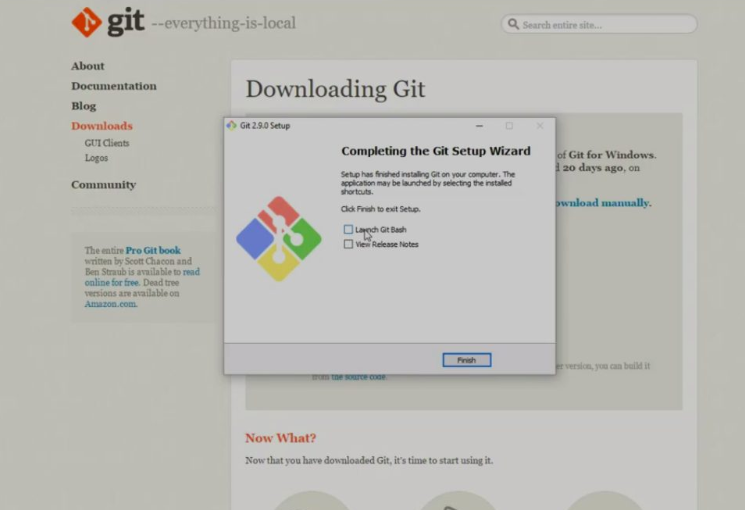 git --everything-is-local
Search entire site...
About
Documentation
Blog
Downloads
GUI Clients
Logos
Community
The entire Pro Git book
written by Scott Chacon and
Ben Straub is available to read
online for free. Dead tree
versions are available on
Amazon.com.
Downloading Git
of Git for Windows.
20 days ago, on
download manually.
Git 2.9.0 Setup
Completing the Git Setup Wizard
Setup has finished installing Git on your computer. The
application may be launched by selecting the installed
shortcuts.
Click Finish to exit Setup.
Launch Git Bash
View Release Notes
Finish
er version, you can build it
from the source code.
Now What?
Now that you have downloaded Git, it's time to start using it.